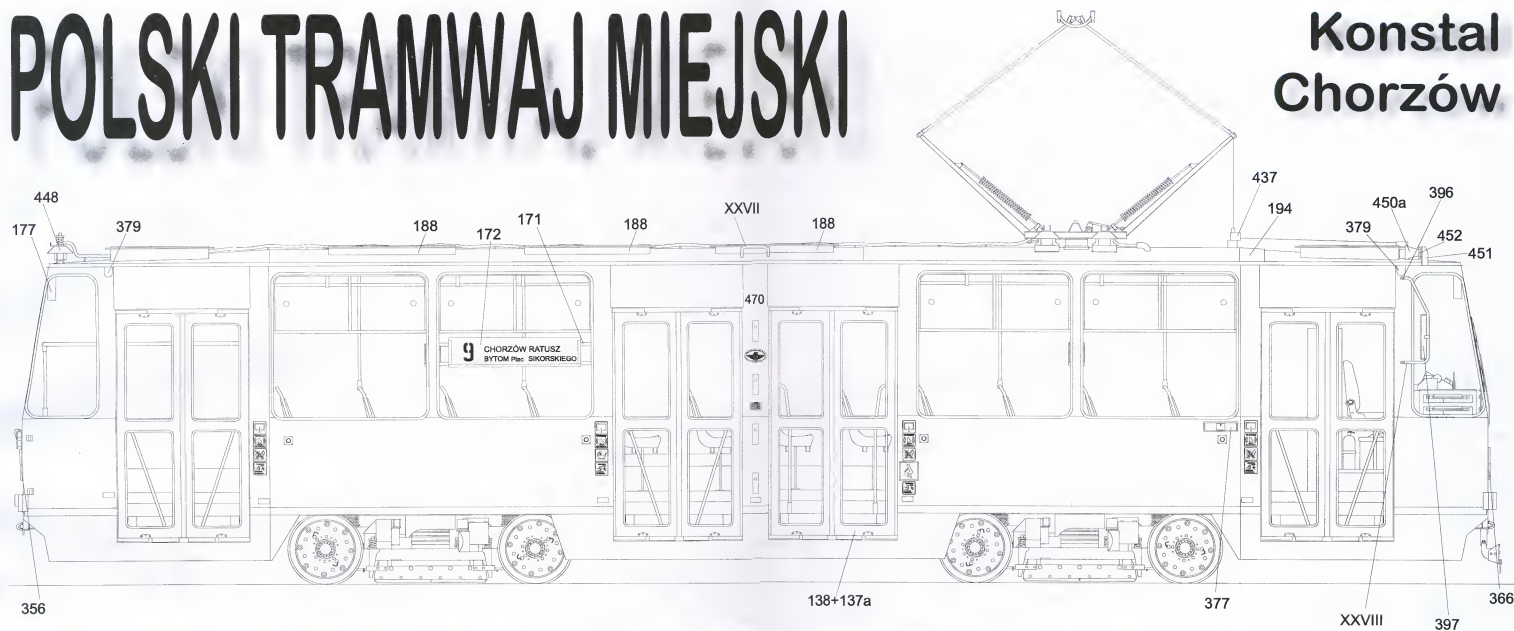 POLSKI TRAMWAJ MIEJSKI
Konstal
Chorzów
448
177
379
188
172
171
188
XXVII
188
437
194
379
450a
396
452
451
470
9 CHORZÓW RATUSZ
BYTOM Plac SIKORSKIEGO
356
138+137a
377
XXVIII
397
366